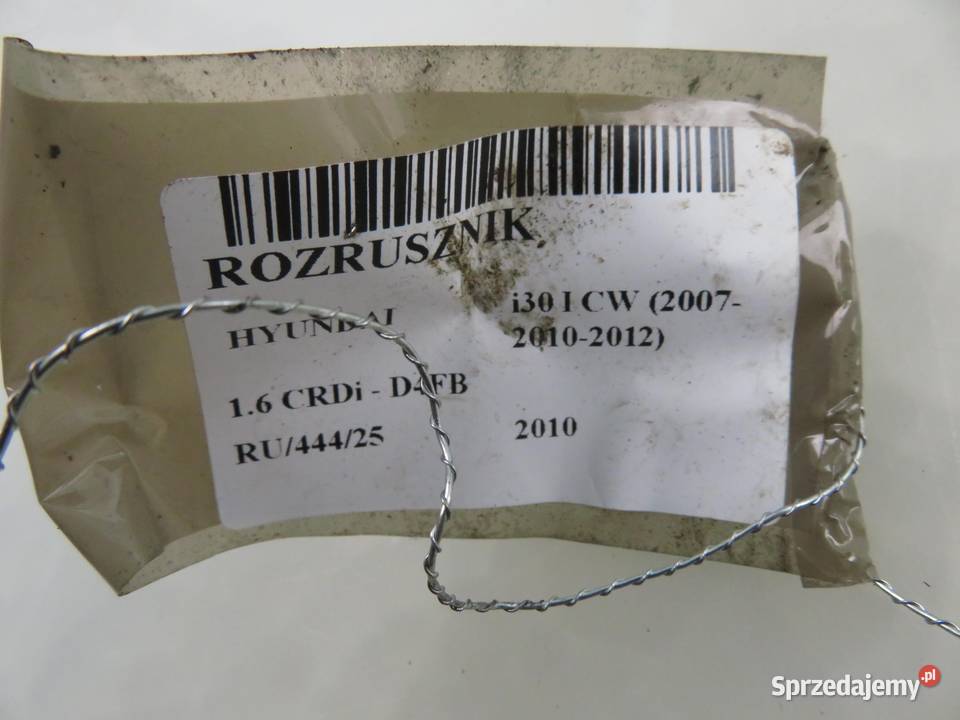 ROZRUSZNIK
HYUNDAI i30 I CW (2007-
2010-2012)
1.6 CRDi - D4FB
RU/444/25 2010
Sprzedajemy.pl